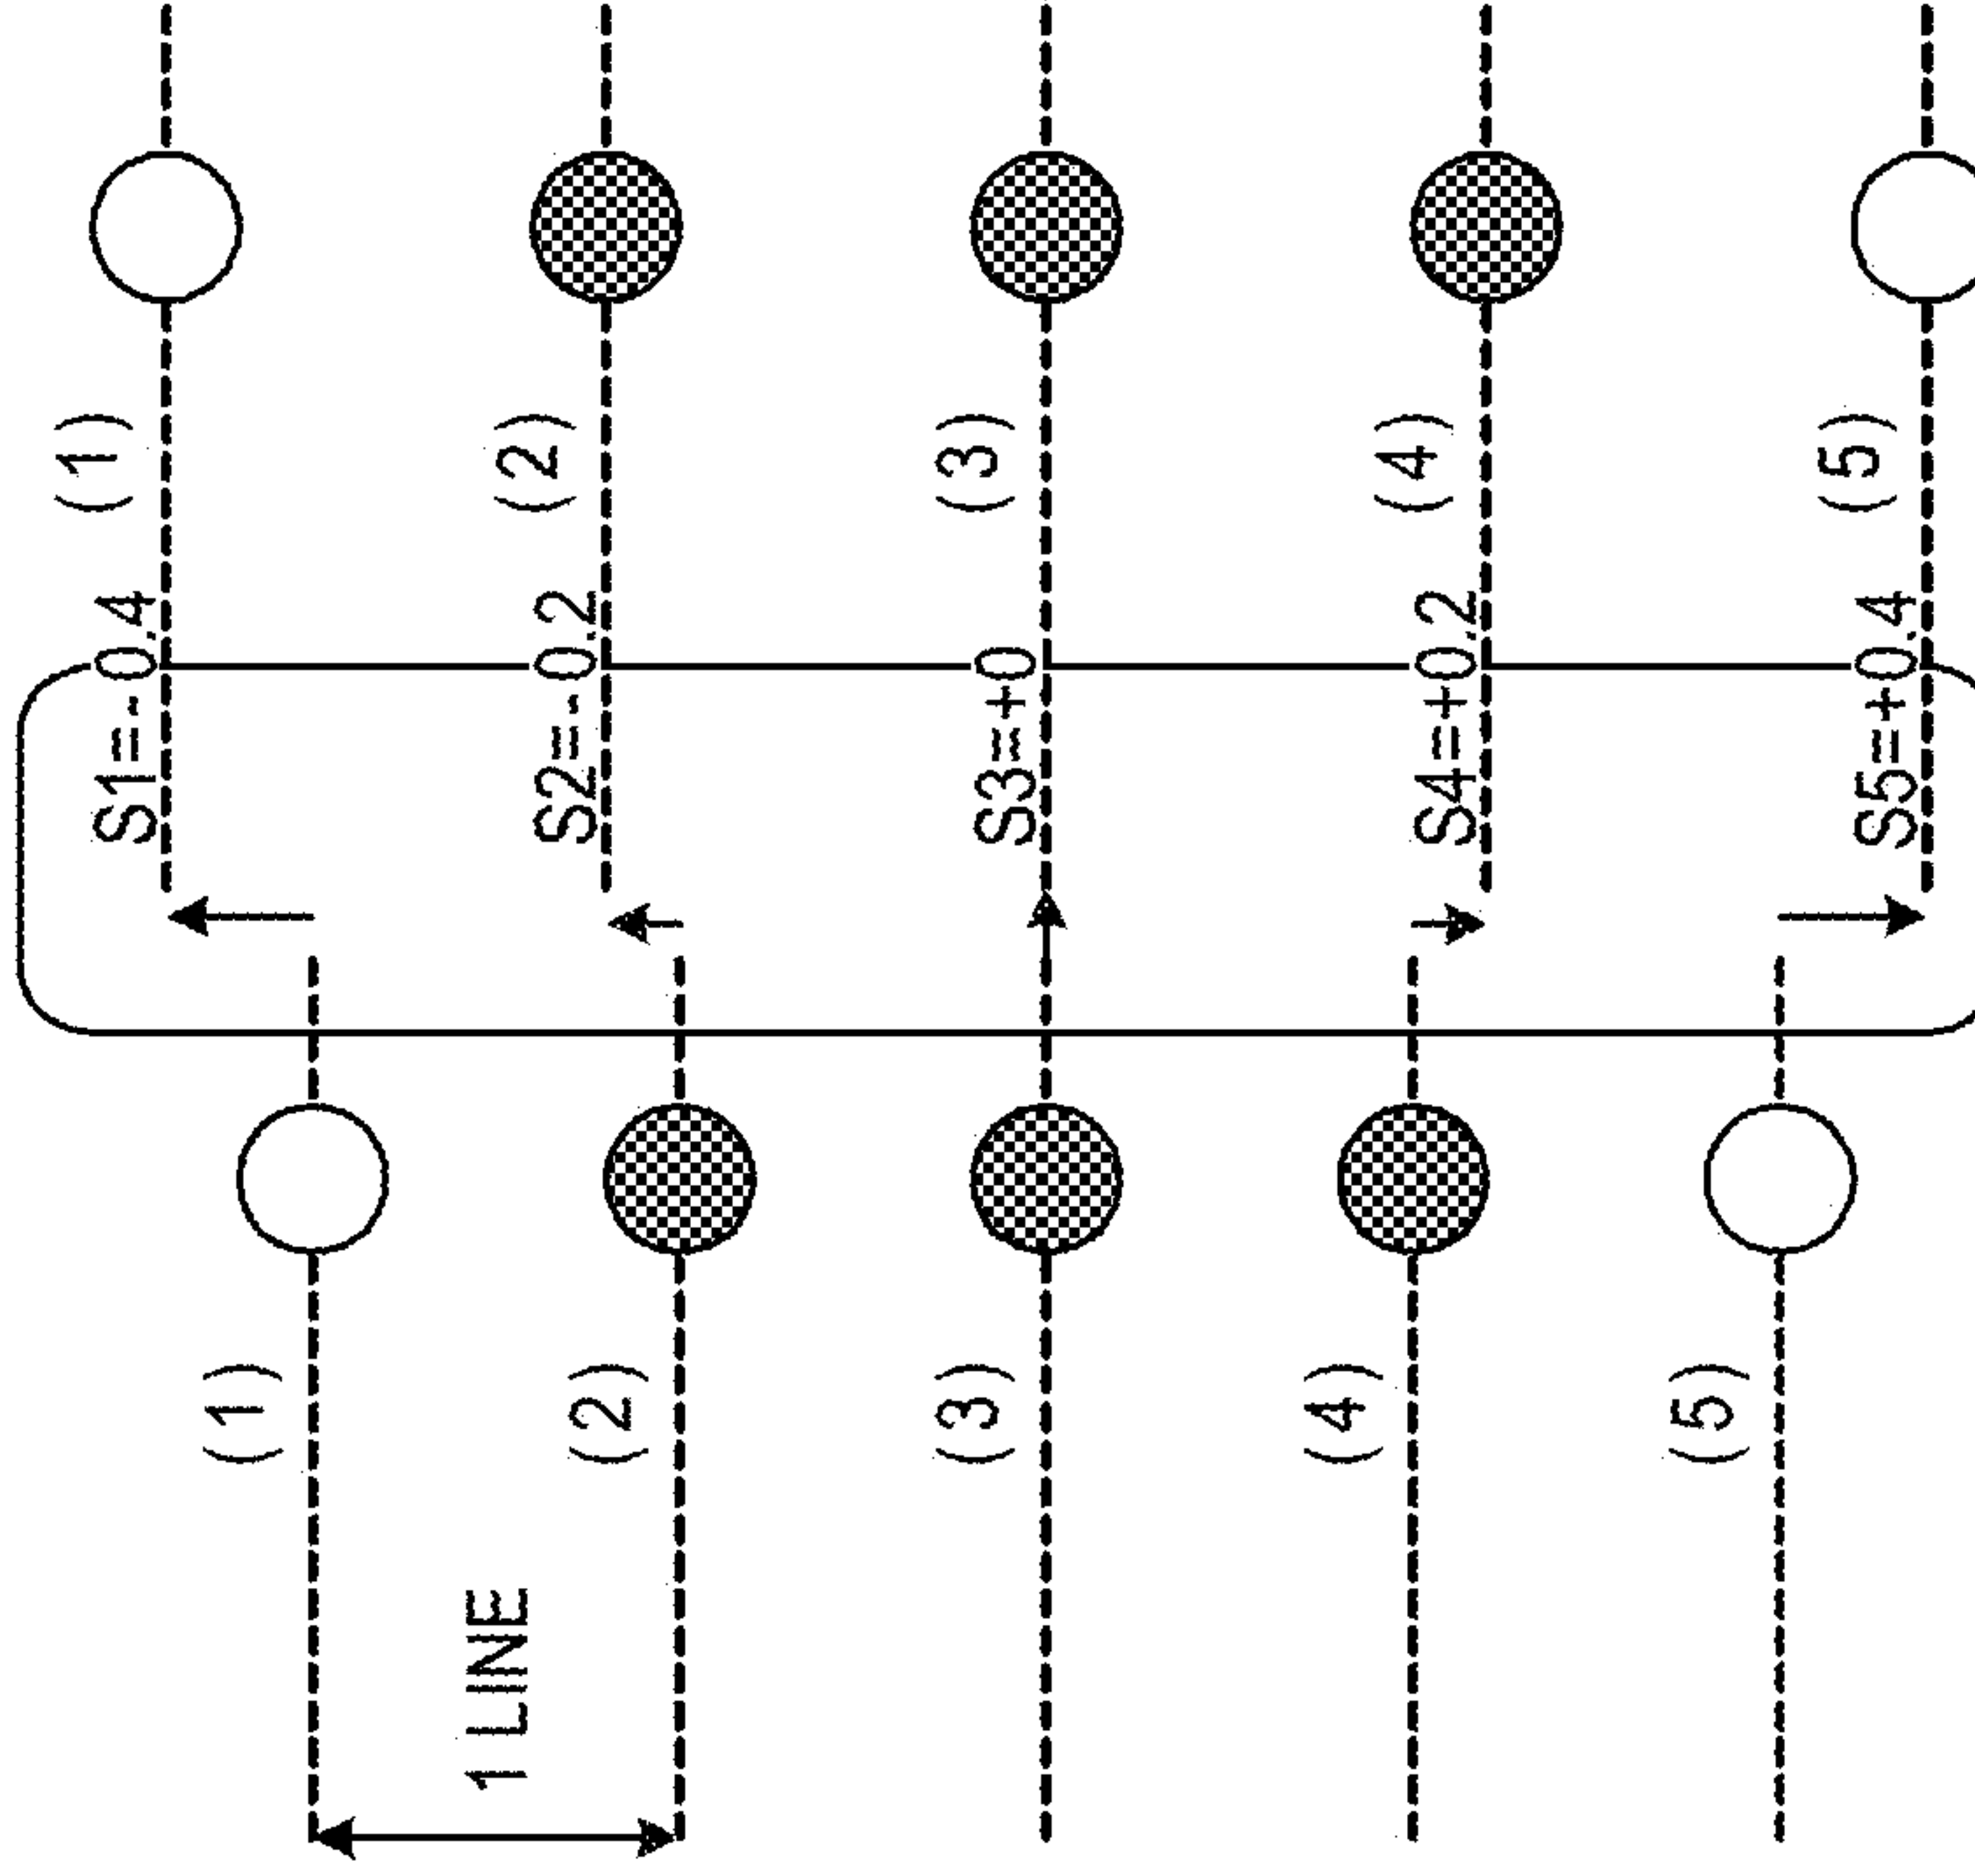 1 LINE
(1)
(2)
(3)
(4)
(5)
S1=-0.4
S2=-0.2
S3=±0
S4=+0.2
S5=+0.4
(1)
(2)
(3)
(4)
(5)